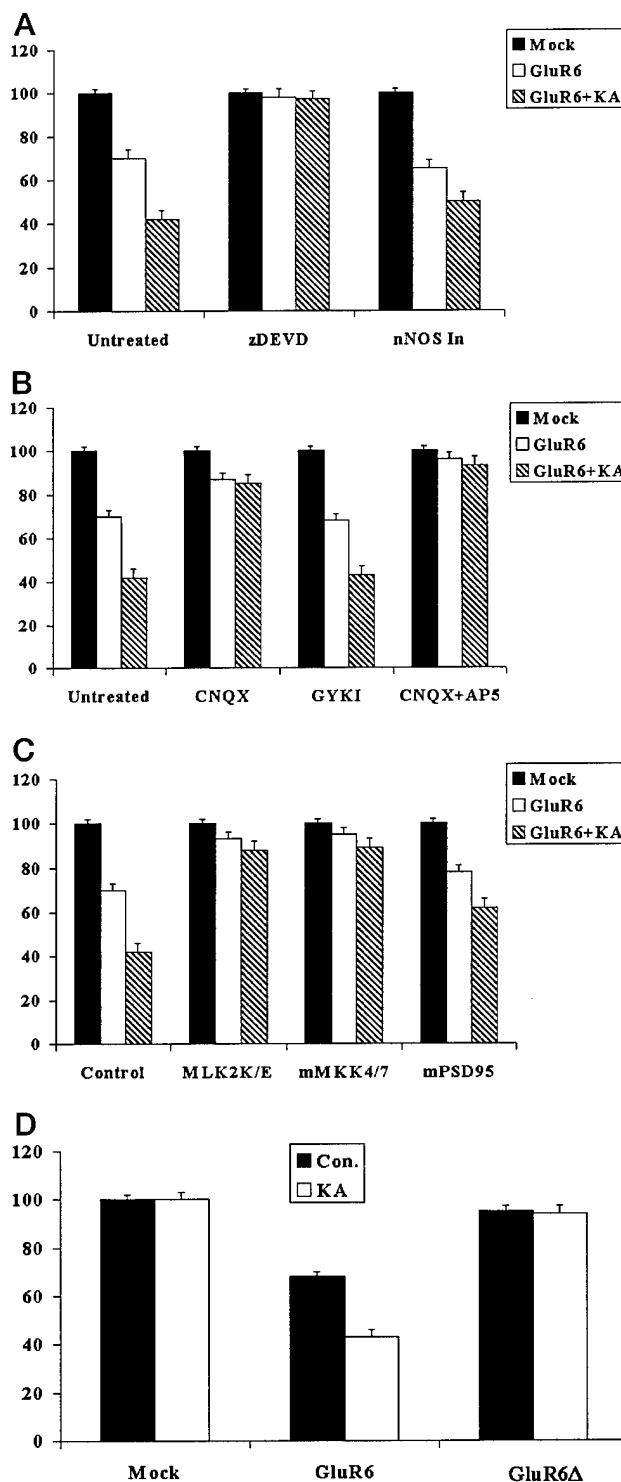 A
120
100
80
60
40
20
0
Mock
GluR6
GluR6+KA
Untreated zDEVD nNOS In
B
120
100
80
60
40
20
0
Mock
GluR6
GluR6+KA
Untreated CNQX GYKI CNQX+AP5
C
120
100
80
60
40
20
0
Mock
GluR6
GluR6+KA
Control MLK2K/E mMKK4/7 mPSD95
D
120
100
80
60
40
20
0
Con.
KA
Mock GluR6 GluR6Δ